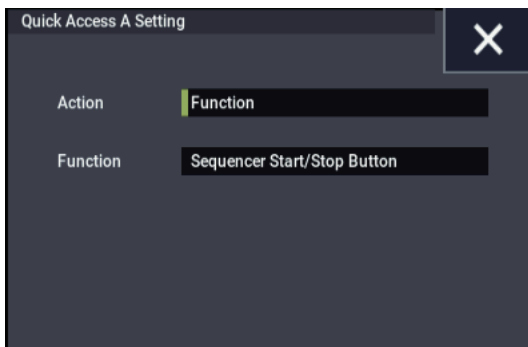 Quick Access A Setting
Action Function
Function Sequencer Start/Stop Button